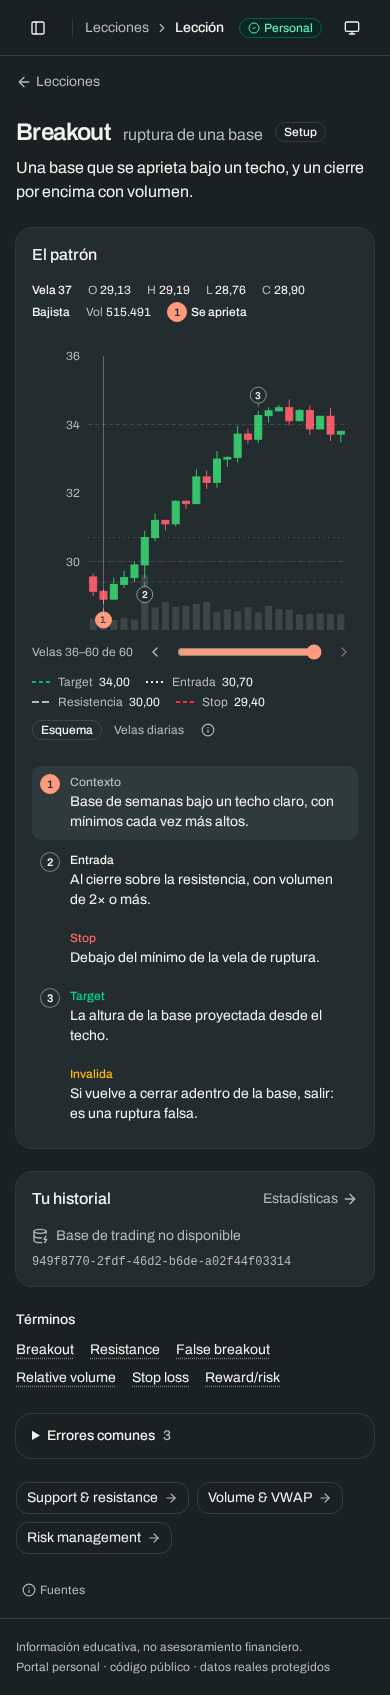 Lecciones > Lección Personal
← Lecciones
Breakout ruptura de una base Setup
Una base que se aprieta bajo un techo, y un cierre
por encima con volumen.
El patrón
Vela 37 O 29,13 H 29,19 L 28,76 C 28,90
Bajista Vol 515.491 1 Se aprieta
36
3
34
32
30
2
1
Velas 36–60 de 60
Target 34,00 Entrada 30,70
Resistencia 30,00 Stop 29,40
Esquema Velas diarias
1 Contexto
Base de semanas bajo un techo claro, con
mínimos cada vez más altos.
2 Entrada
Al cierre sobre la resistencia, con volumen
de 2× o más.
Stop
Debajo del mínimo de la vela de ruptura.
3 Target
La altura de la base proyectada desde el
techo.
Invalida
Si vuelve a cerrar adentro de la base, salir:
es una ruptura falsa.
Tu historial Estadísticas →
Base de trading no disponible
949f8770-2fdf-46d2-b6de-a02f44f03314
Términos
Breakout Resistance False breakout
Relative volume Stop loss Reward/risk
Errores comunes 3
Support & resistance → Volume & VWAP →
Risk management →
Fuentes
Información educativa, no asesoramiento financiero.
Portal personal · código público · datos reales protegidos